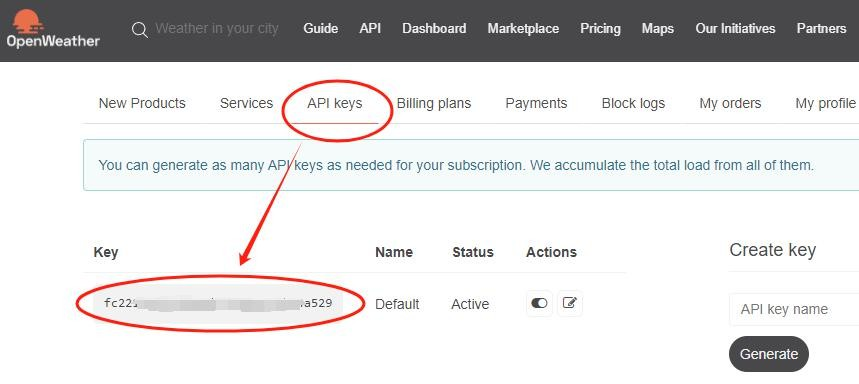 OpenWeather
Weather in your city
Guide API Dashboard Marketplace Pricing Maps Our Initiatives Partners
New Products Services API keys Billing plans Payments Block logs My orders My profile
You can generate as many API keys as needed for your subscription. We accumulate the total load from all of them.
Key Name Status Actions
Default Active
Create key
API key name
Generate